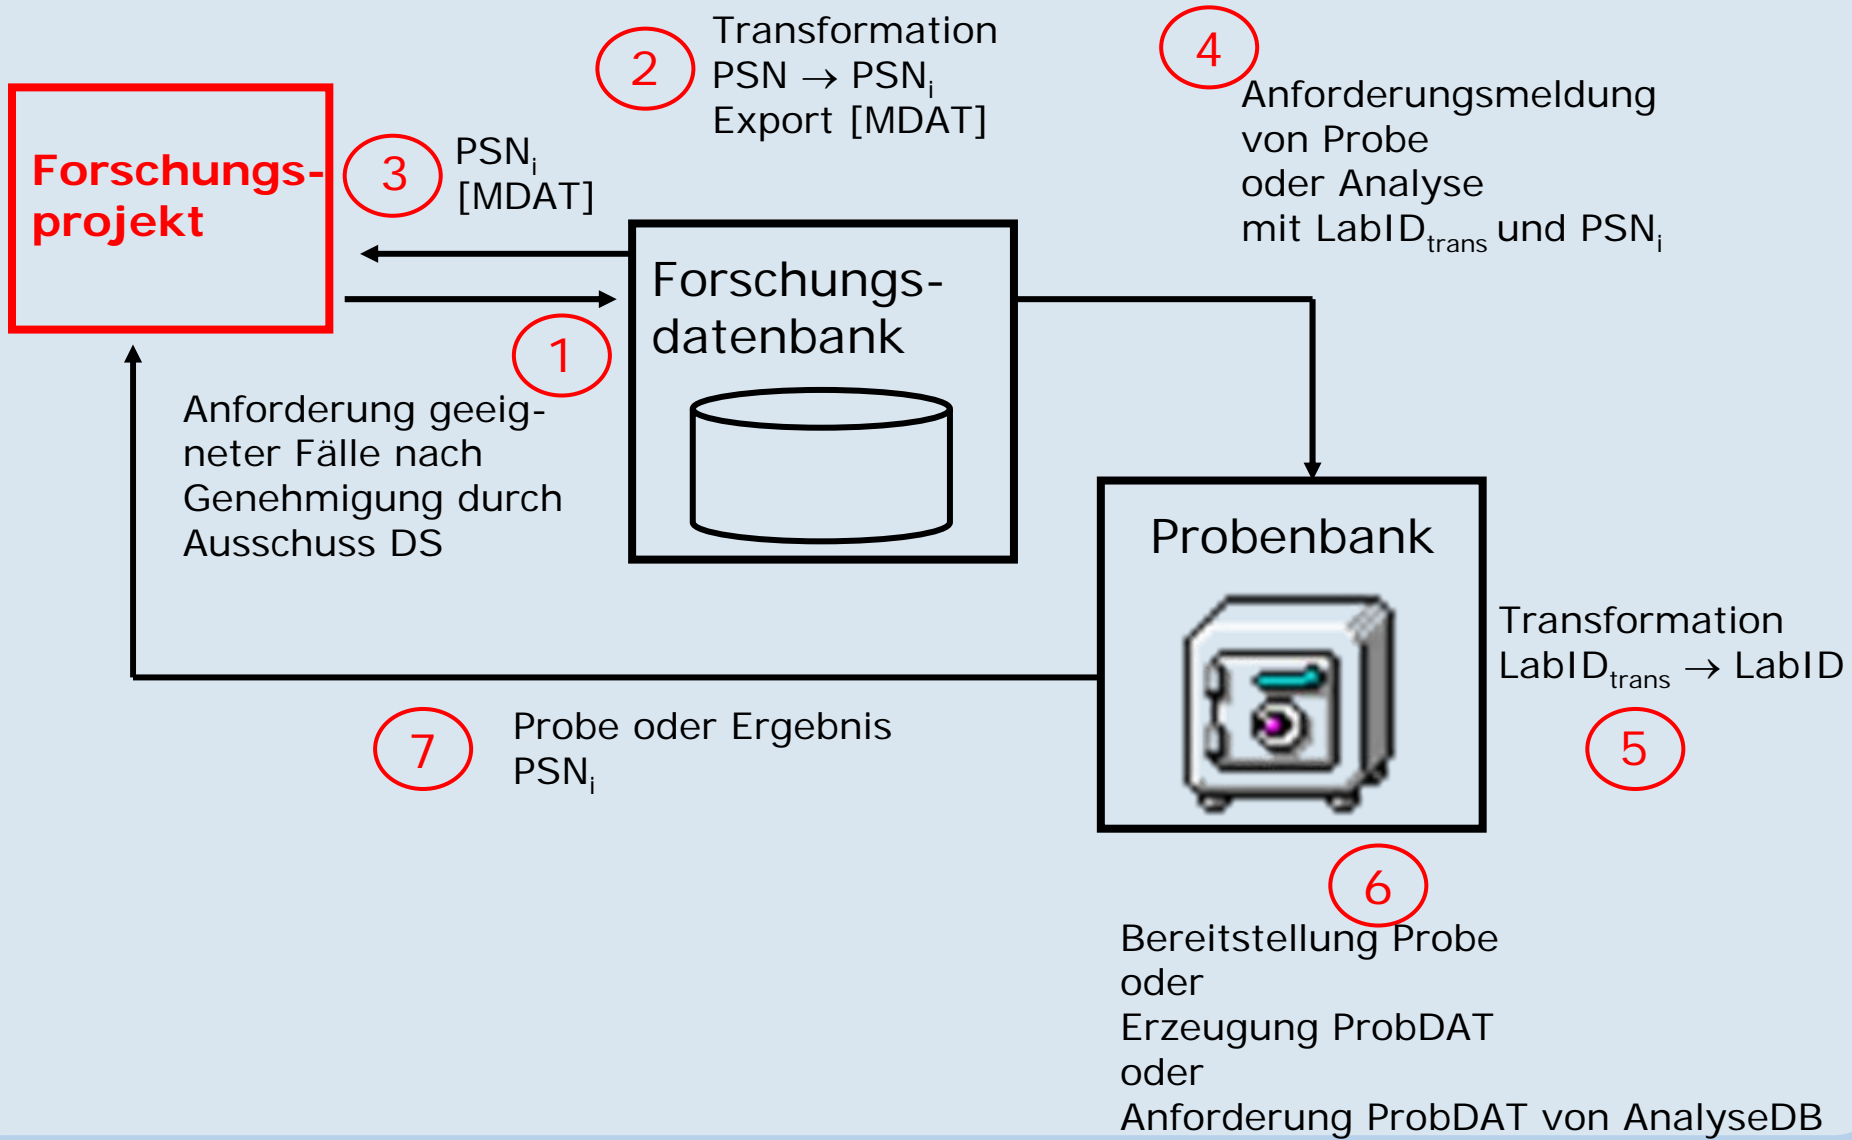 2
Transformation
PSN → PSNi
Export [MDAT]
4
Anforderungsmeldung
von Probe
oder Analyse
mit LabIDtrans und PSNi
Forschungs-
projekt
3
PSNi
[MDAT]
1
Anforderung geeig-
neter Fälle nach
Genehmigung durch
Ausschuss DS
Forschungs-
datenbank
Probenbank
Transformation
LabIDtrans → LabID
5
7
Probe oder Ergebnis
PSNi
6
Bereitstellung Probe
oder
Erzeugung ProbDAT
oder
Anforderung ProbDAT von AnalyseDB